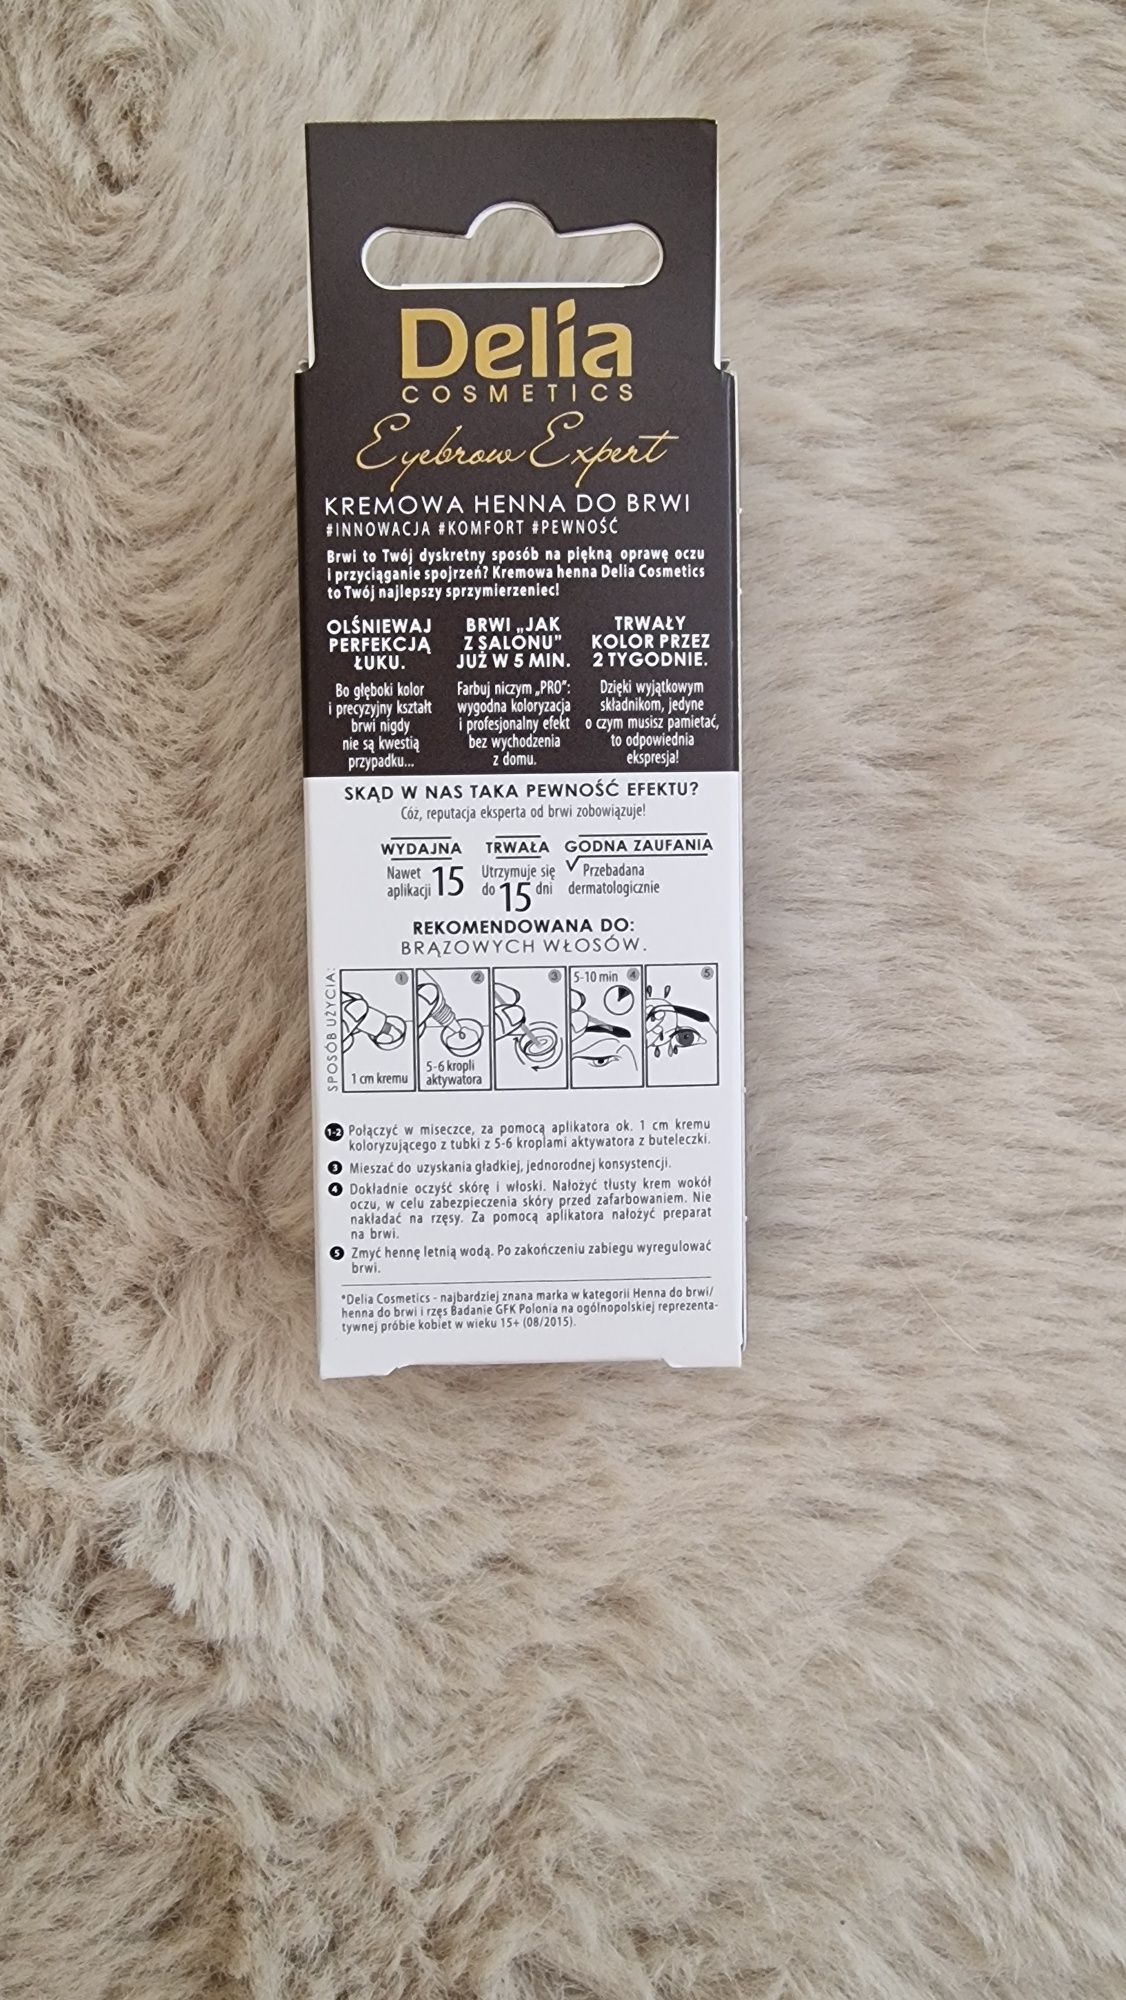 Delia
COSMETICS
Eyebrow Expert
KREMOWA HENNA DO BRWI
#INNOWACJA #KOMFORT #PEWNOŚĆ
Brwi to Twój dyskretny sposób na piękną oprawę oczu
i przyciąganie spojrzeń? Kremowa henna Delia Cosmetics
to Twój najlepszy sprzymierzeniec!
OLŚNIEWAJ
PERFEKCJĄ
ŁUKU.
Bo głęboki kolor
i precyzyjny kształt
brwi nigdy
nie są kwestią
przypadku...
BRWI „JAK
Z SALONU"
JUŻ W 5 MIN.
Farbuj niczym „PRO":
wygodna koloryzacja
i profesjonalny efekt
bez wychodzenia
z domu.
TRWAŁY
KOLOR PRZEZ
2 TYGODNIE.
Dzięki wyjątkowym
składnikom, jedyne
o czym musisz pamietać,
to odpowiednia
ekspresja!
SKĄD W NAS TAKA PEWNOŚĆ EFEKTU?
Cóż, reputacja eksperta od brwi zobowiązuje!
WYDAJNA
Nawet 15
aplikacji
TRWAŁA
Utrzymuje się
do 15 dni
GODNA ZAUFANIA
Przebadana
dermatologicznie
REKOMENDOWANA DO:
BRĄZOWYCH WŁOSÓW.
SPOSÓB UŻYCIA:
1
1 cm kremu
2
5-6 kropli
aktywatora
3
5-10 min 4
5
1-2 Połączyć w miseczce, za pomocą aplikatora ok. 1 cm kremu
koloryzującego z tubki z 5-6 kroplami aktywatora z buteleczki.
3 Mieszać do uzyskania gładkiej, jednorodnej konsystencji.
4 Dokładnie oczyść skórę i włoski. Nałożyć tłusty krem wokół
oczu, w celu zabezpieczenia skóry przed zafarbowaniem. Nie
nakładać na rzęsy. Za pomocą aplikatora nałożyć preparat
na brwi.
5 Zmyć hennę letnią wodą. Po zakończeniu zabiegu wyregulować
brwi.
*Delia Cosmetics - najbardziej znana marka w kategorii Henna do brwi/
henna do brwi i rzęs Badanie GFK Polonia na ogólnopolskiej reprezenta-
tywnej próbie kobiet w wieku 15+ (08/2015).